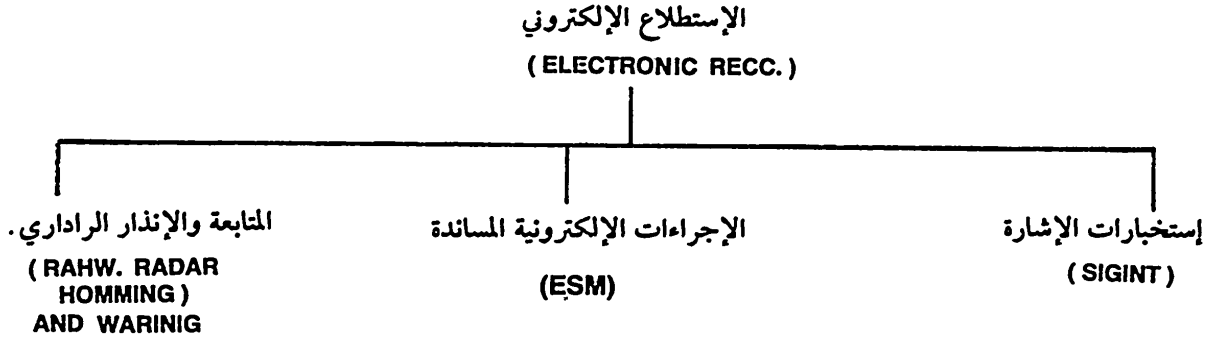 الإستطلاع الإلكتروني
( ELECTRONIC RECC. )
إستخبارات الإشارة
( SIGINT )
الإجراءات الإلكترونية المساندة
(ESM)
المتابعة والإنذار الراداري.
( RAHW. RADAR
HOMMING )
AND WARINIG